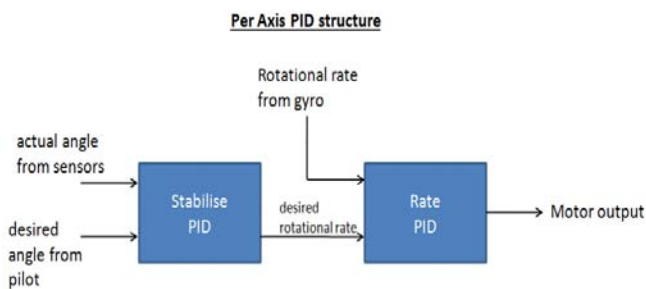 Per Axis PID structure
Rotational rate
from gyro
actual angle
from sensors
Stabilise
PID
desired
rotational rate
Rate
PID
Motor output
desired
angle from
pilot